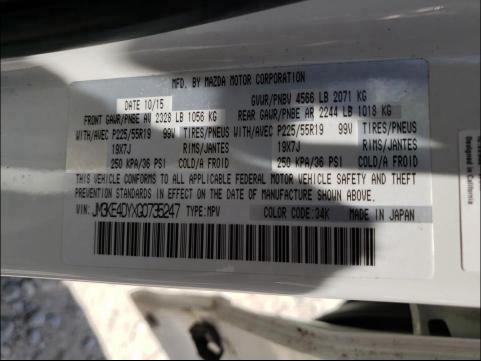 MFD. BY MAZDA MOTOR CORPORATION
DATE 10/15 GVWR/PNBV 4566 LB 2071 KG
FRONT GAWR/PNBE AV 2328 LB 1056 KG REAR GAWR/PNBE AR 2244 LB 1018 KG
WITH/AVEC P225/55R19 99V TIRES/PNEUS WITH/AVEC P225/55R19 99V TIRES/PNEUS
19X7J RIMS/JANTES 19X7J RIMS/JANTES
250 KPA/36 PSI COLD/A FROID 250 KPA/36 PSI COLD/A FROID
THIS VEHICLE CONFORMS TO ALL APPLICABLE FEDERAL MOTOR VEHICLE SAFETY AND THEFT
PREVENTION STANDARDS IN EFFECT ON THE DATE OF MANUFACTURE SHOWN ABOVE.
VIN: JM3KE4DYXG0735247 TYPE: MPV COLOR CODE: 34K MADE IN JAPAN
Designed in California